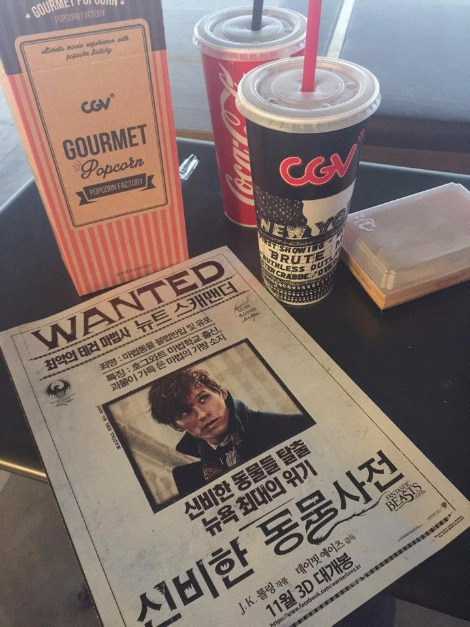 GOURMET POPCORN
POPCORN FACTORY
ultimate movie experience with
popcorn factory
CGV
GOURMET
Popcorn
POPCORN FACTORY
Coca-Cola
CGV
NEW YO
BRUTE
RUTHLESS OUTL
WANTED
최악의 테러 마법사 뉴트 스캐맨더
죄명 : 마법동물 불법반입 및 유포
특징 : 호그와트 마법학교 출신,
괴물이 가득 든 마법의 가방 소지
신비한 동물들 탈출
뉴욕 최대의 위기
신비한 동물사전
FANTASTIC
BEASTS
J.K. 롤링 작품 데이빗 예이츠 감독
11월 3D 대개봉